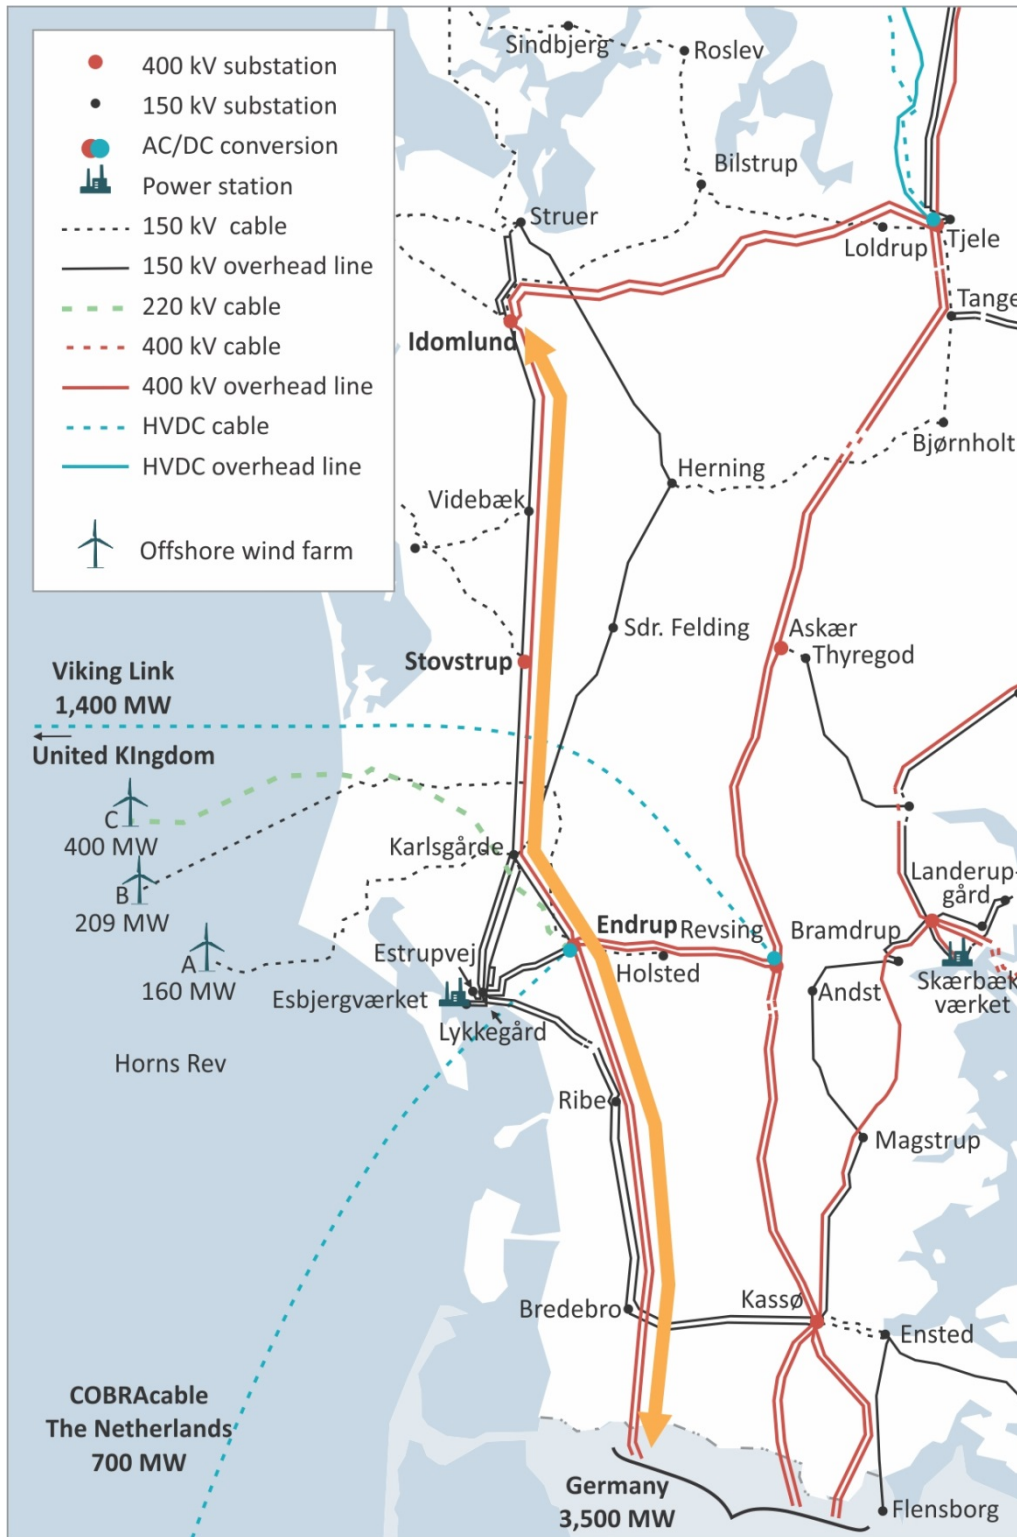 400 kV substation
150 kV substation
AC/DC conversion
Power station
150 kV cable
150 kV overhead line
220 kV cable
400 kV cable
400 kV overhead line
HVDC cable
HVDC overhead line
Offshore wind farm
Sindbjerg
Roslev
Bilstrup
Struer
Loldrup
Tjele
Tange
Idomlund
Bjørnholt
Herning
Videbæk
Sdr. Felding
Askær
Thyregod
Stovstrup
Viking Link
1,400 MW
United KIngdom
C
400 MW
B
209 MW
A
160 MW
Horns Rev
Karlsgårde
Landerup-
gård
Endrup
Revsing
Bramdrup
Estrupvej
Holsted
Esbjergværket
Lykkegård
Andst
Skærbæk
værket
Ribe
Magstrup
Bredebro
Kassø
Ensted
COBRAcable
The Netherlands
700 MW
Germany
3,500 MW
Flensborg